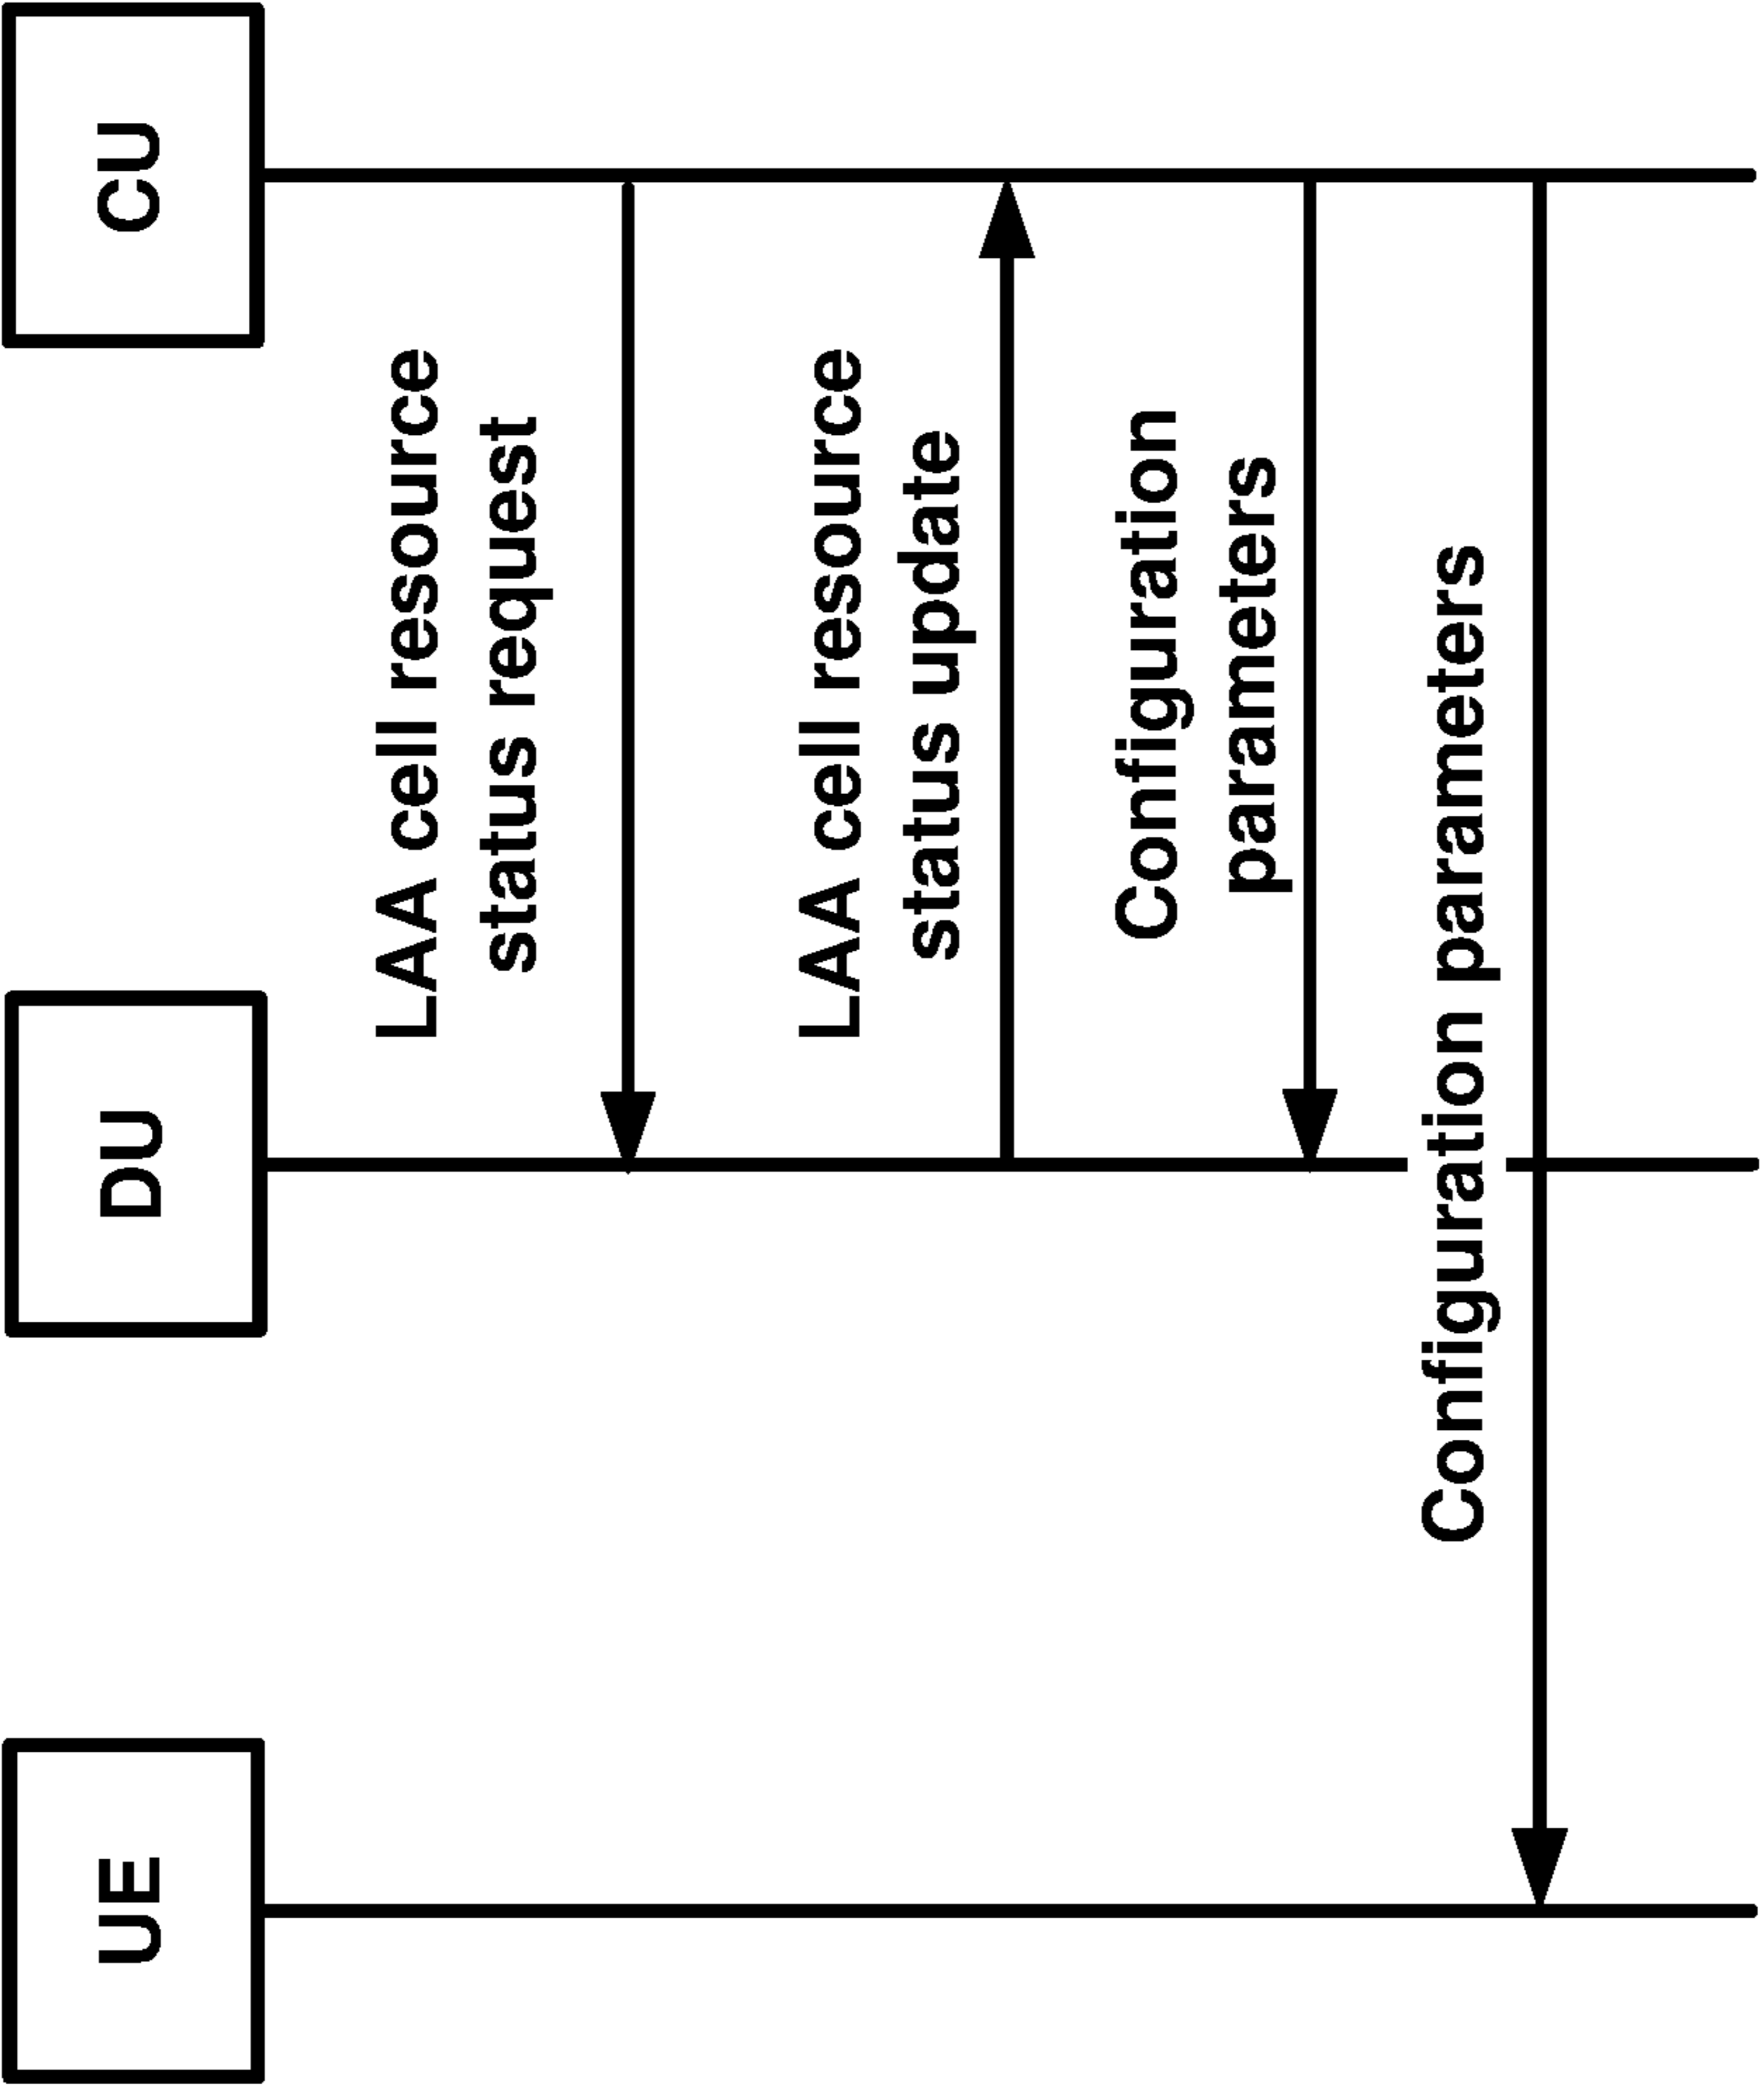 UE
DU
CU
LAA cell resource
status request
LAA cell resource
status update
Configuration
parameters
Configuration parameters